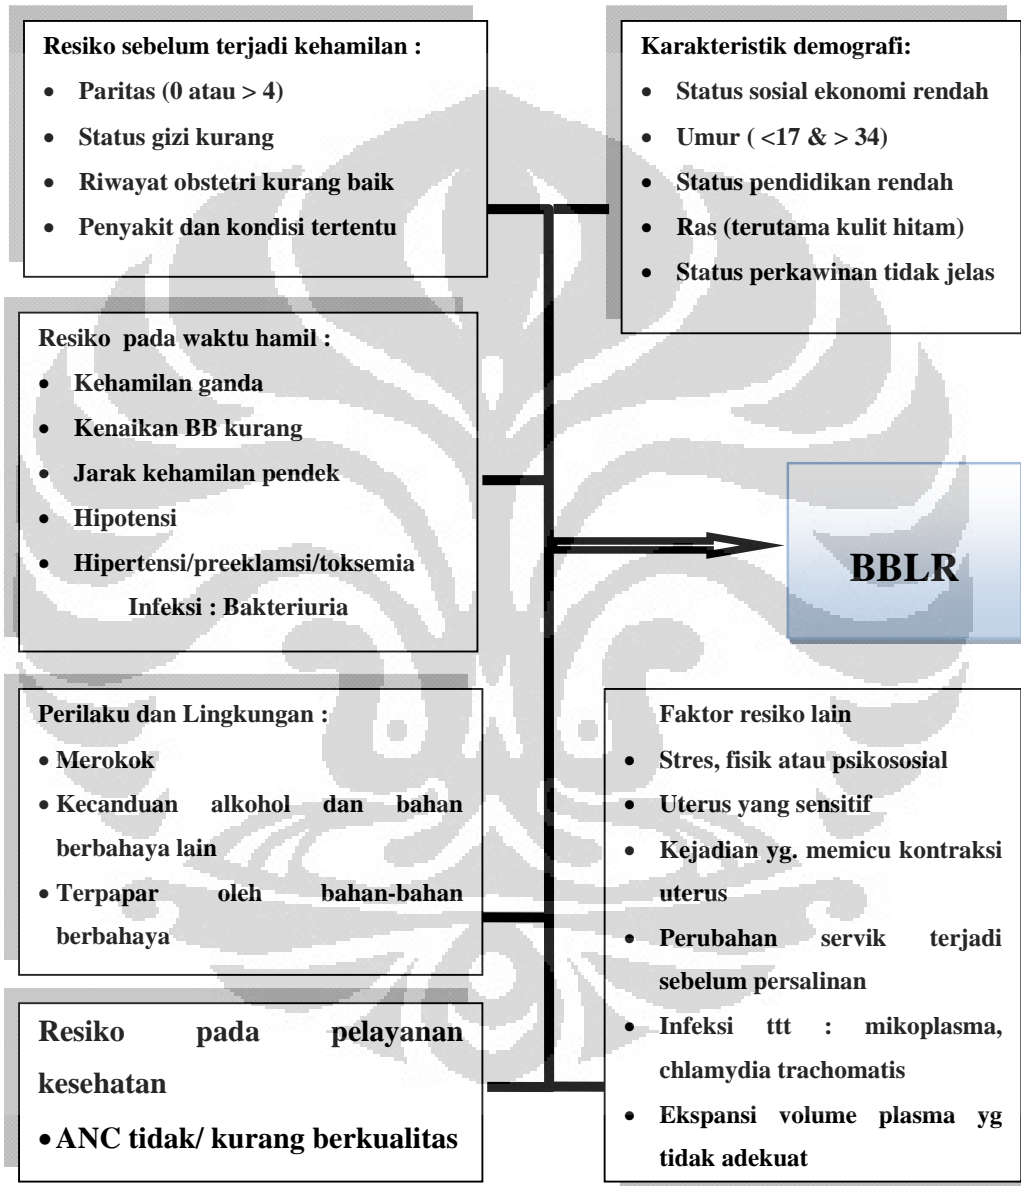 Resiko sebelum terjadi kehamilan :
• Paritas (0 atau > 4)
• Status gizi kurang
• Riwayat obstetri kurang baik
• Penyakit dan kondisi tertentu
Karakteristik demografi:
• Status sosial ekonomi rendah
• Umur ( <17 & > 34)
• Status pendidikan rendah
• Ras (terutama kulit hitam)
• Status perkawinan tidak jelas
Resiko pada waktu hamil :
• Kehamilan ganda
• Kenaikan BB kurang
• Jarak kehamilan pendek
• Hipotensi
• Hipertensi/preeklamsi/toksemia
Infeksi : Bakteriuria
BBLR
Perilaku dan Lingkungan :
• Merokok
• Kecanduan alkohol dan bahan
berbahaya lain
• Terpapar oleh bahan-bahan
berbahaya
Faktor resiko lain
• Stres, fisik atau psikososial
• Uterus yang sensitif
• Kejadian yg. memicu kontraksi
uterus
• Perubahan servik terjadi
sebelum persalinan
• Infeksi ttt : mikoplasma,
chlamydia trachomatis
• Ekspansi volume plasma yg
tidak adekuat
Resiko pada pelayanan
kesehatan
• ANC tidak/ kurang berkualitas